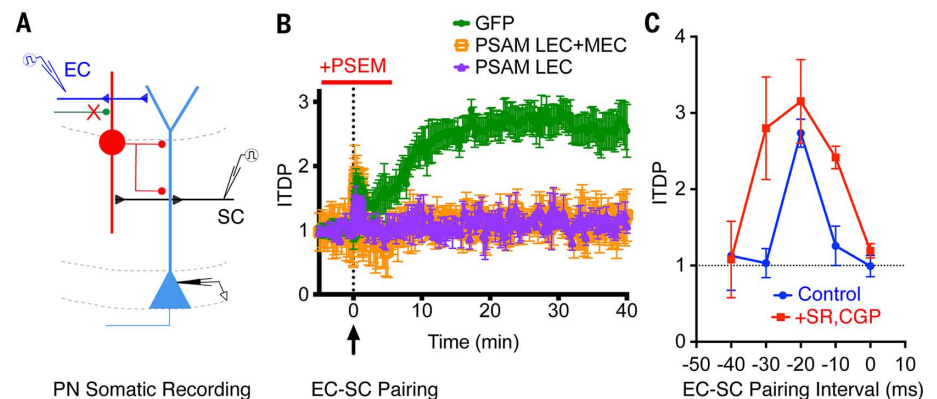 A
EC
SC
PN Somatic Recording
B
GFP
PSAM LEC+MEC
PSAM LEC
+PSEM
ITDP
3
2
1
0
0
10
20
30
40
Time (min)
EC-SC Pairing
C
ITDP
4
3
2
1
0
Control
+SR,CGP
-50 -40 -30 -20 -10 0 10
EC-SC Pairing Interval (ms)